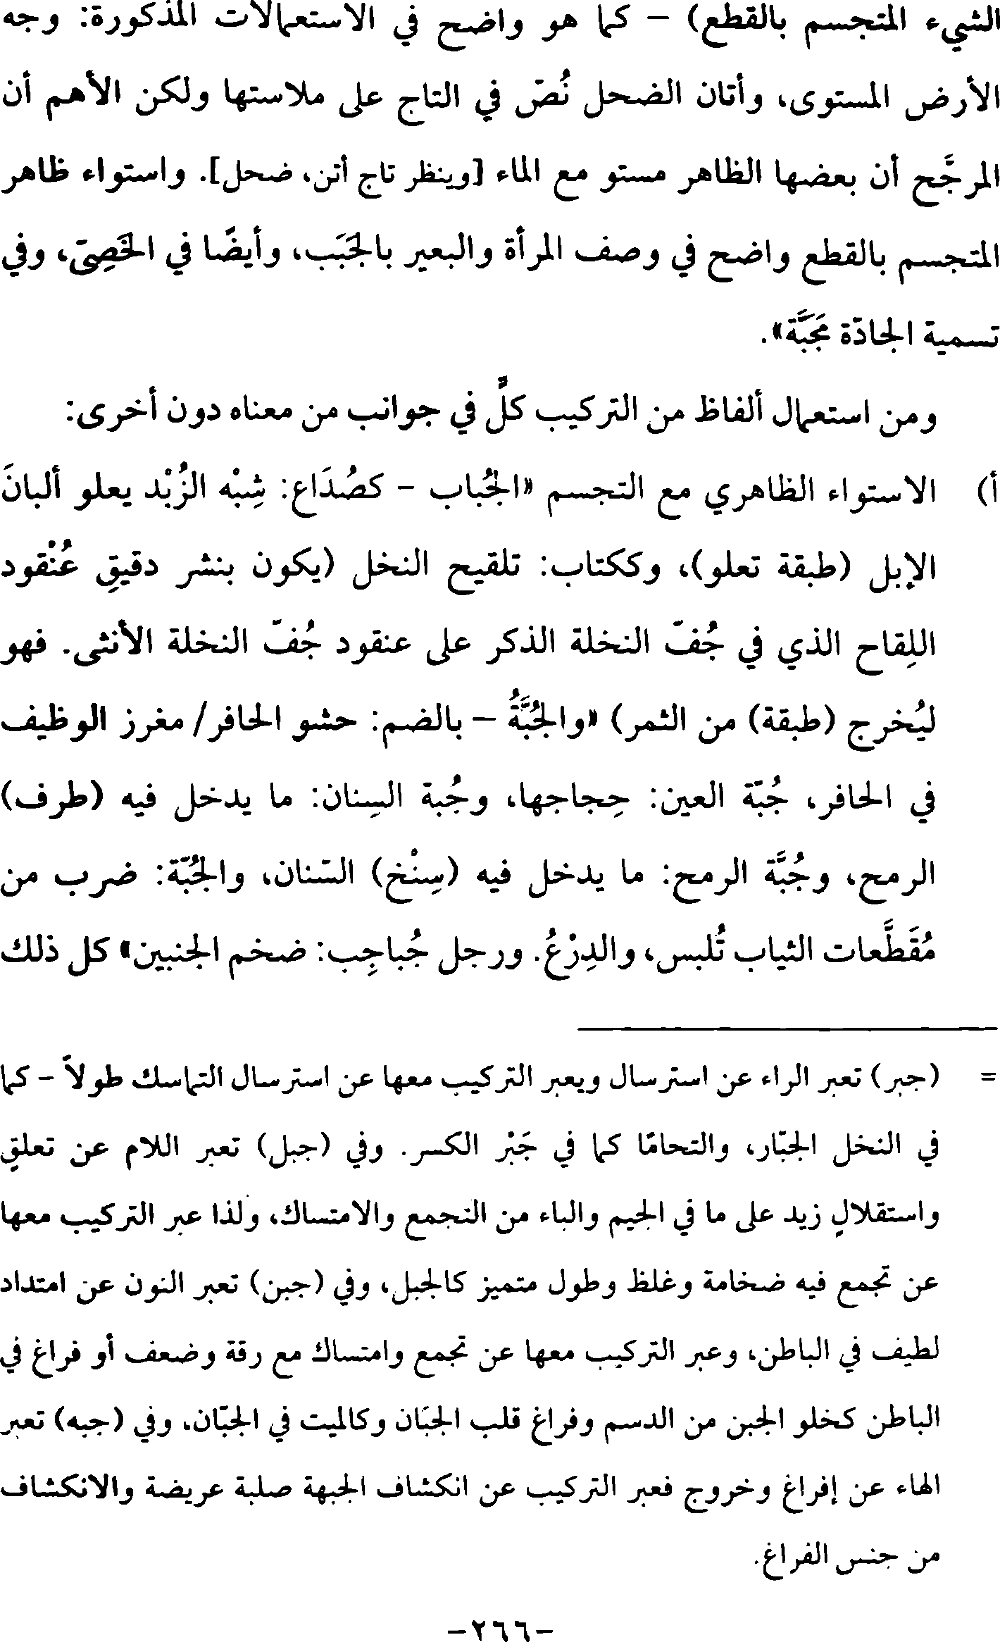 الشيء المتجسم بالقطع) – كما هو واضح في الاستعمالات المذكورة: وجه
الأرض المستوى، وأتان الضحل نُصّ في التاج على ملاستها ولكن الأهم أن
المرجَّح أن بعضها الظاهر مستو مع الماء [وينظر تاج أتن، ضحل]. واستواء ظاهر
المتجسم بالقطع واضح في وصف المرأة والبعير بالجَبَب، وأيضًا في الخَصِىّ، وفي
تسمية الجادّة مَجَبَّة».
ومن استعمال ألفاظ من التركيب كلٌّ في جوانب من معناه دون أخرى:
أ) الاستواء الظاهري مع التجسم «الجُباب – كصُدَاع: شِبْه الزُبْد يعلو ألبانَ
الإبل (طبقة تعلو)، وككتاب: تلقيح النخل (يكون بنشر دقيقِ عُنْقود
اللِقاح الذي في جُفّ النخلة الذكر على عنقود جُفّ النخلة الأنثى. فهو
ليُخرج (طبقة) من الثمر) «والجُبَّةُ – بالضم: حشو الحافر/ مغرز الوظيف
في الحافر، جُبّة العين: حِجاجها، وجُبة السِنان: ما يدخل فيه (طرف)
الرمح، وجُبَّة الرمح: ما يدخل فيه (سِنْخ) السّنان، والجُبّة: ضرب من
مُقَطَّعات الثياب تُلبس، والدِرْعُ. ورجل جُباجِب: ضخم الجنبين» كل ذلك
= (جبر) تعبر الراء عن استرسال ويعبر التركيب معها عن استرسال التماسك طولاً – كما
في النخل الجبّار، والتحامًا كما في جَبْر الكسر. وفي (جبل) تعبر اللام عن تعلقٍ
واستقلالٍ زيد على ما في الجيم والباء من التجمع والامتساك، ولذا عبر التركيب معها
عن تجمع فيه ضخامة وغلظ وطول متميز كالجبل، وفي (جبن) تعبر النون عن امتداد
لطيف في الباطن، وعبر التركيب معها عن تجمع وامتساك مع رقة وضعف أو فراغ في
الباطن كخلو الجبن من الدسم وفراغ قلب الجبَان وكالميت في الجبّان، وفي (جبه) تعبر
الهاء عن إفراغ وخروج فعبر التركيب عن انكشاف الجبهة صلبة عريضة والانكشاف
من جنس الفراغ.
-٢٦٦-